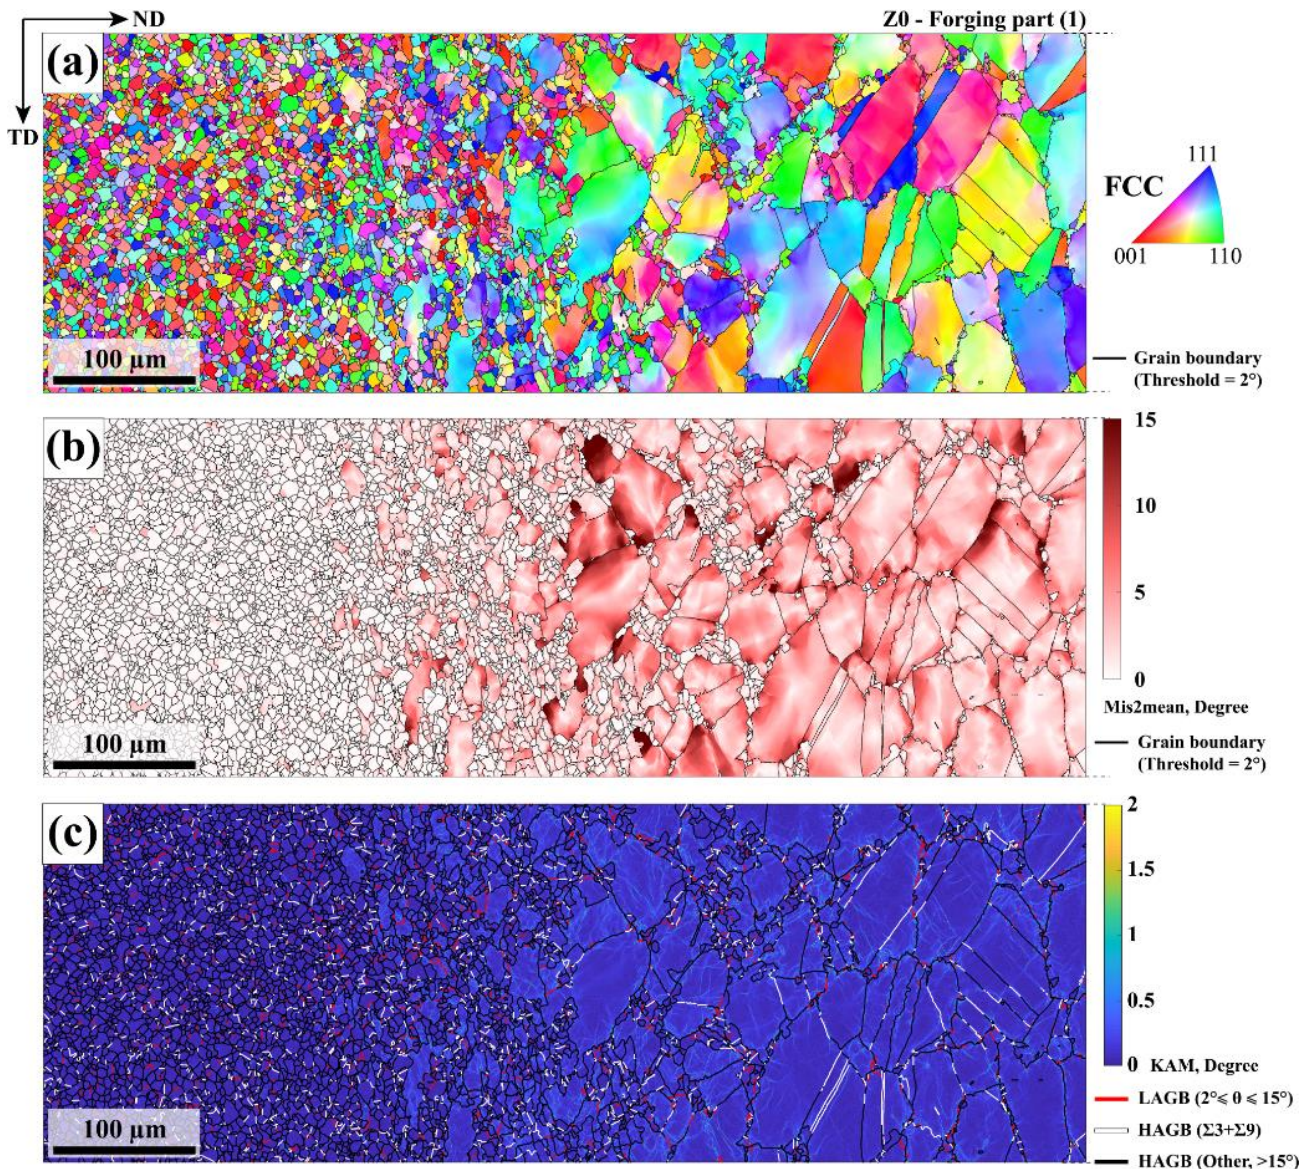 ND
Z0 - Forging part (1)
(a)
TD
111
FCC
001
110
100 µm
Grain boundary
(Threshold = 2°)
(b)
15
10
5
0
Mis2mean, Degree
100 µm
Grain boundary
(Threshold = 2°)
(c)
2
1.5
1
0.5
0
KAM, Degree
LAGB (2°⩽ θ ⩽ 15°)
100 µm
HAGB (Σ3+Σ9)
HAGB (Other, >15°)